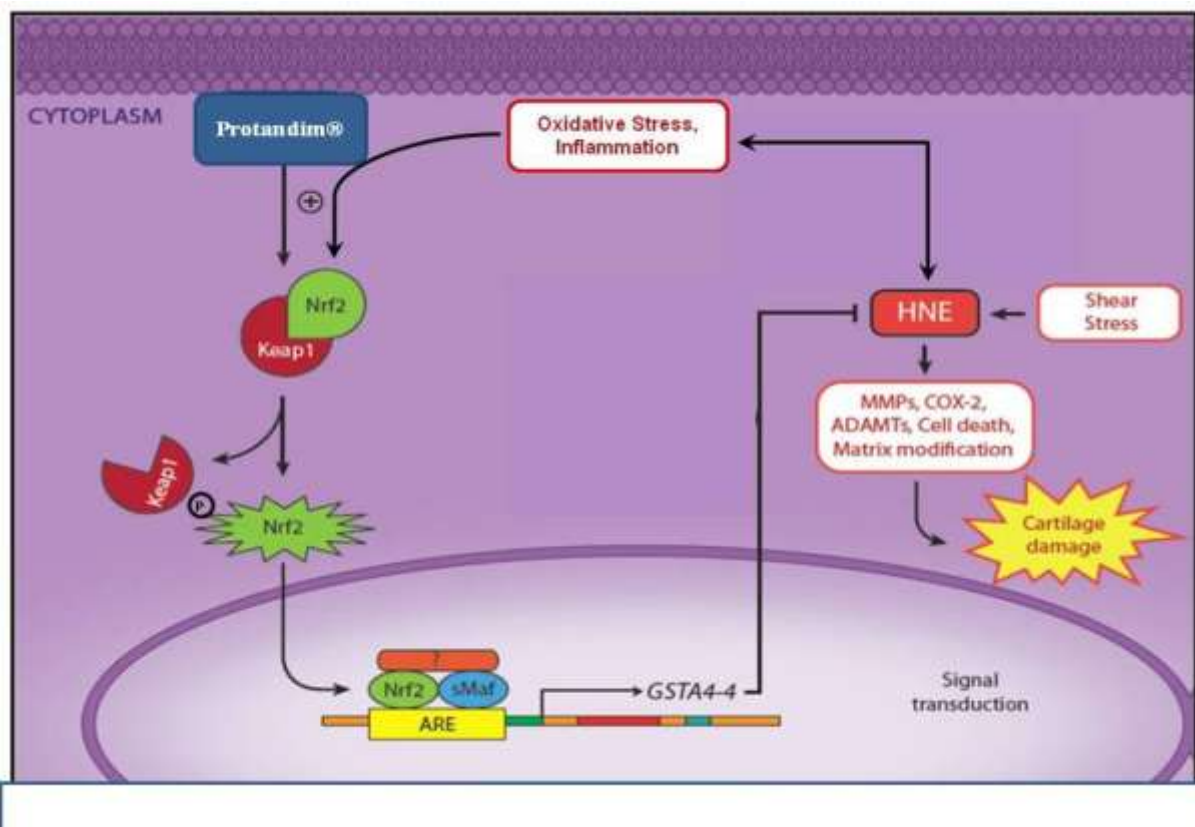 CYTOPLASM
Protandim®
Oxidative Stress,
Inflammation
+
Nrf2
Keap1
HNE
Shear
Stress
MMPs, COX-2,
ADAMTs, Cell death,
Matrix modification
Keap1
P
Nrf2
Cartilage
damage
?
Nrf2
sMaf
GSTA4-4
ARE
Signal
transduction